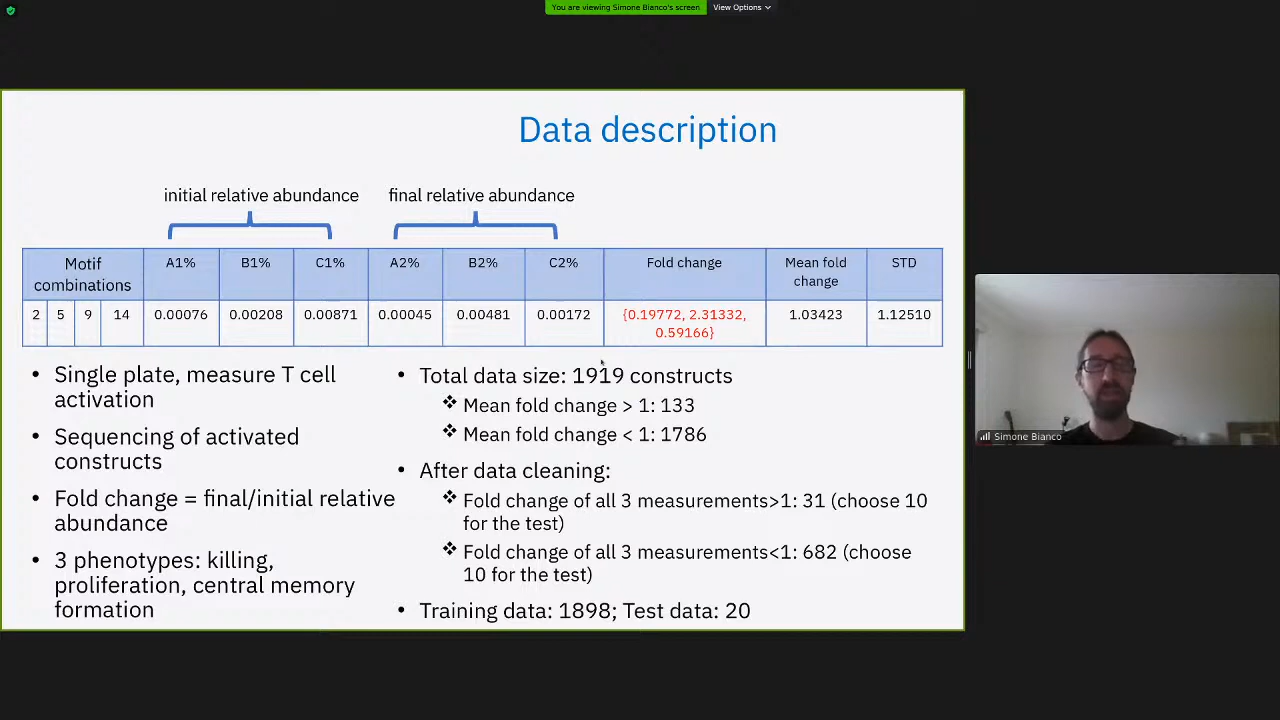 You are viewing Simone Bianco's screen
View Options
Data description
initial relative abundance
final relative abundance
Motif combinations A1% B1% C1% A2% B2% C2% Fold change Mean fold change STD
2 5 9 14 0.00076 0.00208 0.00871 0.00045 0.00481 0.00172 {0.19772, 2.31332, 0.59166} 1.03423 1.12510
• Single plate, measure T cell
activation
• Sequencing of activated
constructs
• Fold change = final/initial relative
abundance
• 3 phenotypes: killing,
proliferation, central memory
formation
• Total data size: 1919 constructs
❖ Mean fold change > 1: 133
❖ Mean fold change < 1: 1786
• After data cleaning:
❖ Fold change of all 3 measurements>1: 31 (choose 10
for the test)
❖ Fold change of all 3 measurements<1: 682 (choose
10 for the test)
• Training data: 1898; Test data: 20
Simone Bianco